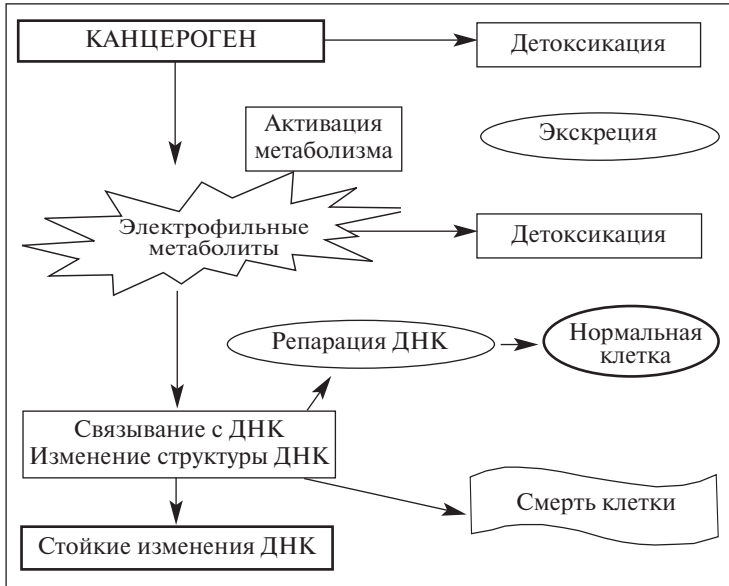 КАНЦЕРОГЕН
Детоксикация
Активация
метаболизма
Экскреция
Электрофильные
метаболиты
Детоксикация
Репарация ДНК
Нормальная
клетка
Связывание с ДНК
Изменение структуры ДНК
Смерть клетки
Стойкие изменения ДНК